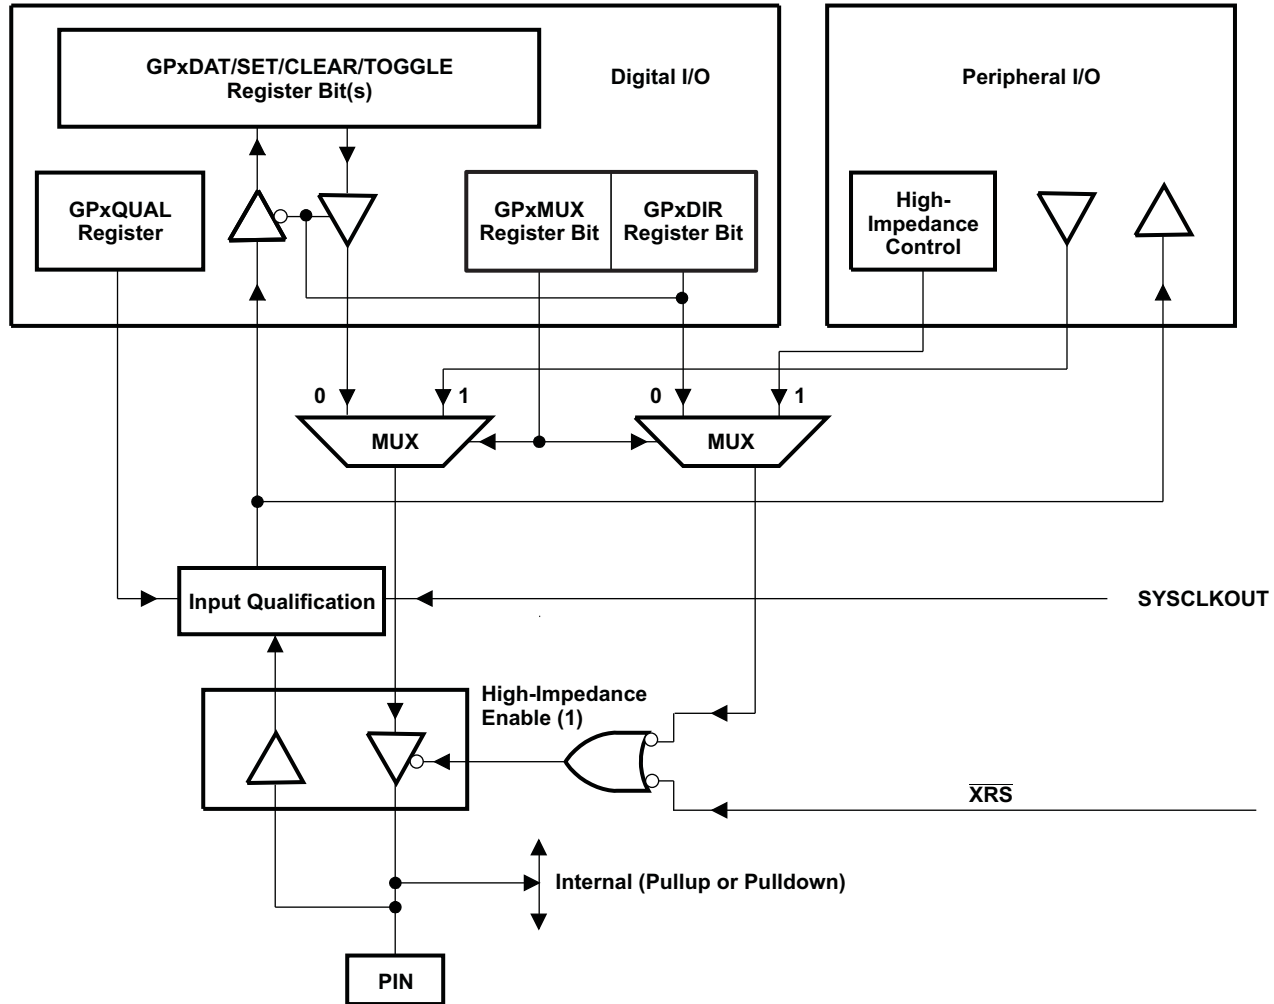 GPxDAT/SET/CLEAR/TOGGLE
Register Bit(s)
Digital I/O
Peripheral I/O
GPxQUAL
Register
GPxMUX
Register Bit
GPxDIR
Register Bit
High-
Impedance
Control
0
1
0
1
MUX
MUX
Input Qualification
SYSCLKOUT
High-Impedance
Enable (1)
XRS
Internal (Pullup or Pulldown)
PIN